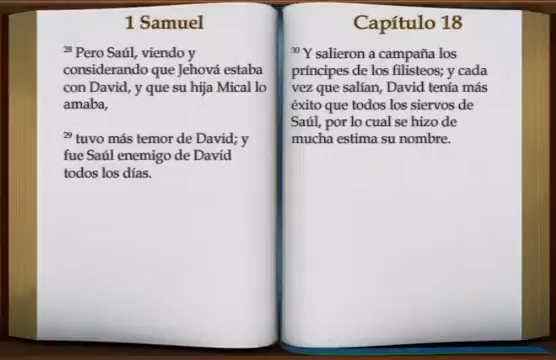 1 Samuel
28 Pero Saúl, viendo y
considerando que Jehová estaba
con David, y que su hija Mical lo
amaba,
29 tuvo más temor de David; y
fue Saúl enemigo de David
todos los días.
Capítulo 18
30 Y salieron a campaña los
príncipes de los filisteos; y cada
vez que salían, David tenía más
éxito que todos los siervos de
Saúl, por lo cual se hizo de
mucha estima su nombre.